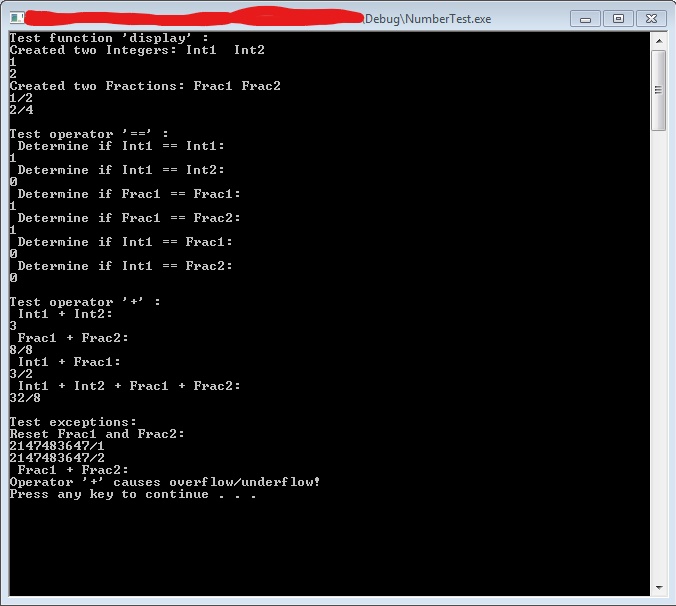 \Debug\NumberTest.exe
Test function 'display' :
Created two Integers: Int1  Int2
1
2
Created two Fractions: Frac1 Frac2
1/2
2/4
Test operator '==' :
Determine if Int1 == Int1:
1
Determine if Int1 == Int2:
0
Determine if Frac1 == Frac1:
1
Determine if Frac1 == Frac2:
1
Determine if Int1 == Frac1:
0
Determine if Int1 == Frac2:
0
Test operator '+' :
Int1 + Int2:
3
Frac1 + Frac2:
8/8
Int1 + Frac1:
3/2
Int1 + Int2 + Frac1 + Frac2:
32/8
Test exceptions:
Reset Frac1 and Frac2:
2147483647/1
2147483647/2
Frac1 + Frac2:
Operator '+' causes overflow/underflow!
Press any key to continue . . .